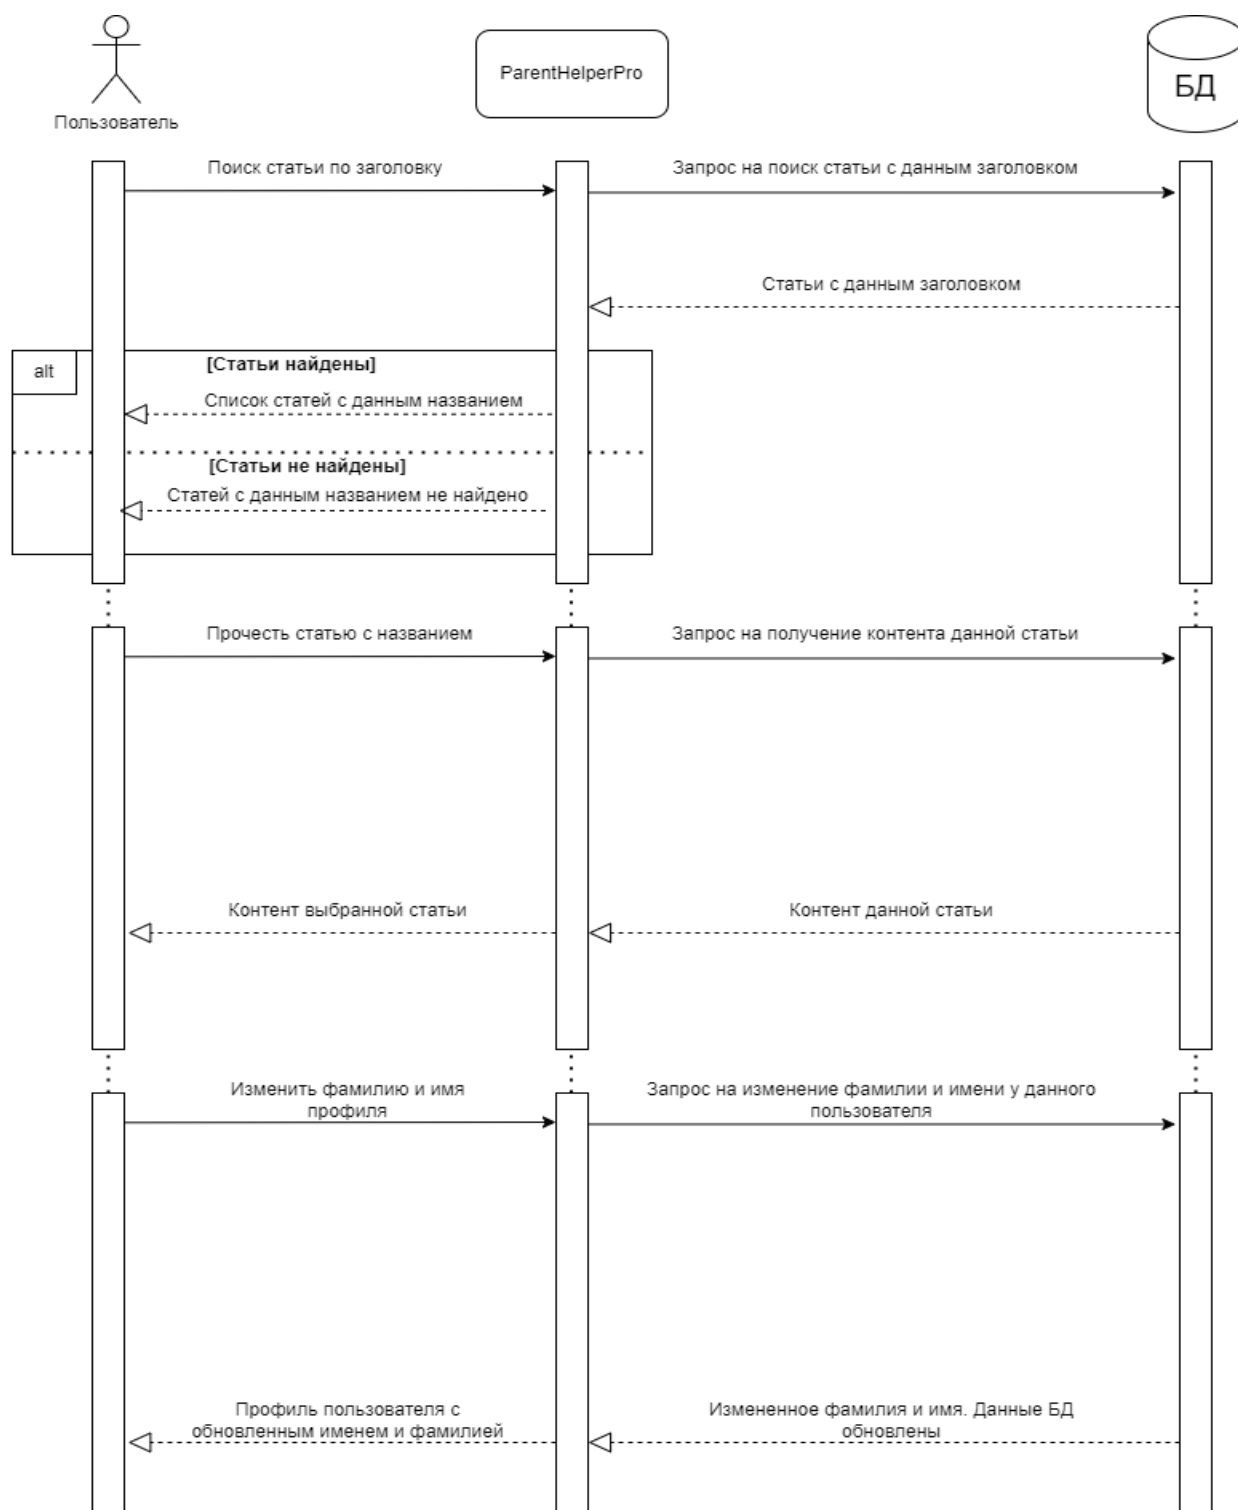 Пользователь
ParentHelperPro
БД
Поиск статьи по заголовку
Запрос на поиск статьи с данным заголовком
Статьи с данным заголовком
alt
[Статьи найдены]
Список статей с данным названием
[Статьи не найдены]
Статей с данным названием не найдено
Прочесть статью с названием
Запрос на получение контента данной статьи
Контент выбранной статьи
Контент данной статьи
Изменить фамилию и имя
профиля
Запрос на изменение фамилии и имени у данного
пользователя
Профиль пользователя с
обновленным именем и фамилией
Измененное фамилия и имя. Данные БД
обновлены